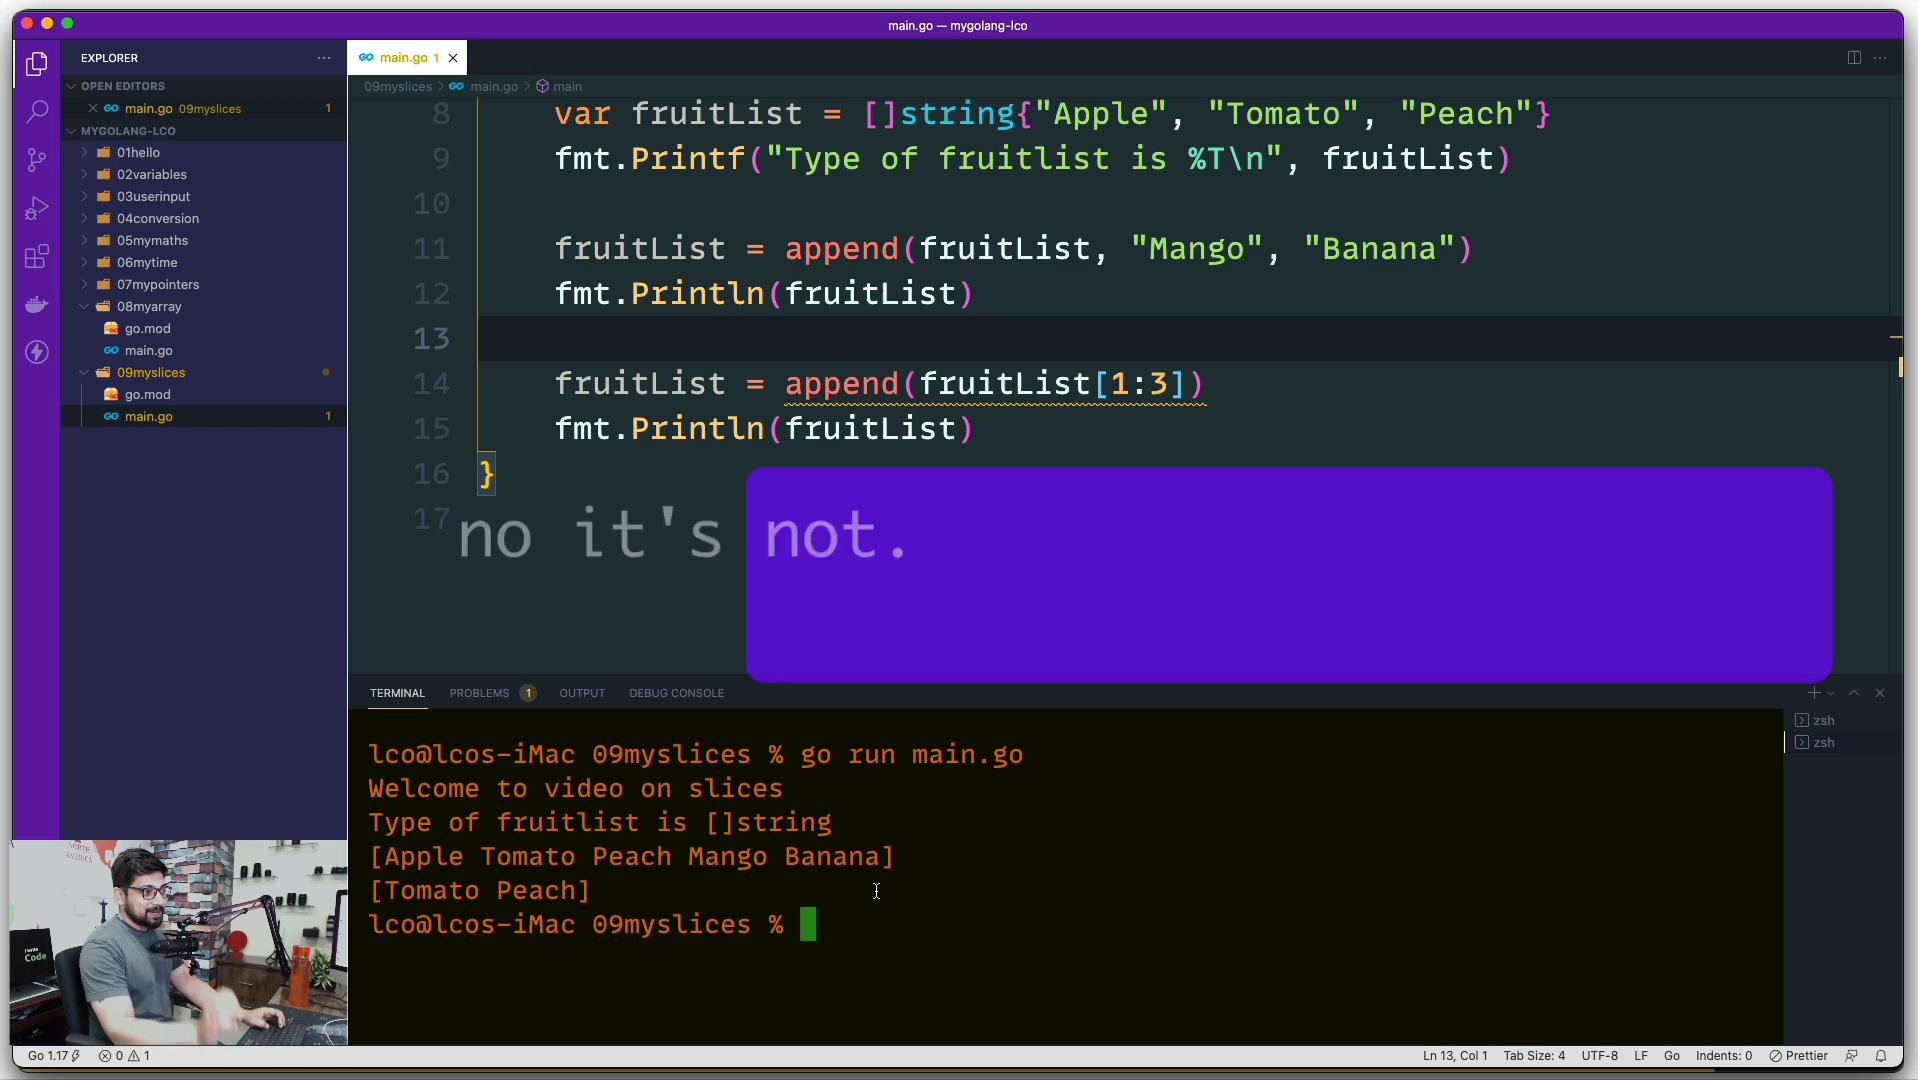 main.go — mygolang-lco
EXPLORER
main.go 1
OPEN EDITORS
main.go 09myslices 1
MYGOLANG-LCO
01hello
02variables
03userinput
04conversion
05mymaths
06mytime
07mypointers
08myarray
go.mod
main.go
09myslices
go.mod
main.go 1
09myslices > main.go > main
8 var fruitList = []string{"Apple", "Tomato", "Peach"}
9 fmt.Printf("Type of fruitlist is %T\n", fruitList)
10
11 fruitList = append(fruitList, "Mango", "Banana")
12 fmt.Println(fruitList)
13
14 fruitList = append(fruitList[1:3])
15 fmt.Println(fruitList)
16 }
17
no it's not.
TERMINAL PROBLEMS 1 OUTPUT DEBUG CONSOLE
zsh
zsh
lco@lcos-iMac 09myslices % go run main.go
Welcome to video on slices
Type of fruitlist is []string
[Apple Tomato Peach Mango Banana]
[Tomato Peach]
lco@lcos-iMac 09myslices %
NORTH
AMERICA
I write
Code
Go 1.17 0 1
Ln 13, Col 1 Tab Size: 4 UTF-8 LF Go Indents: 0 Prettier